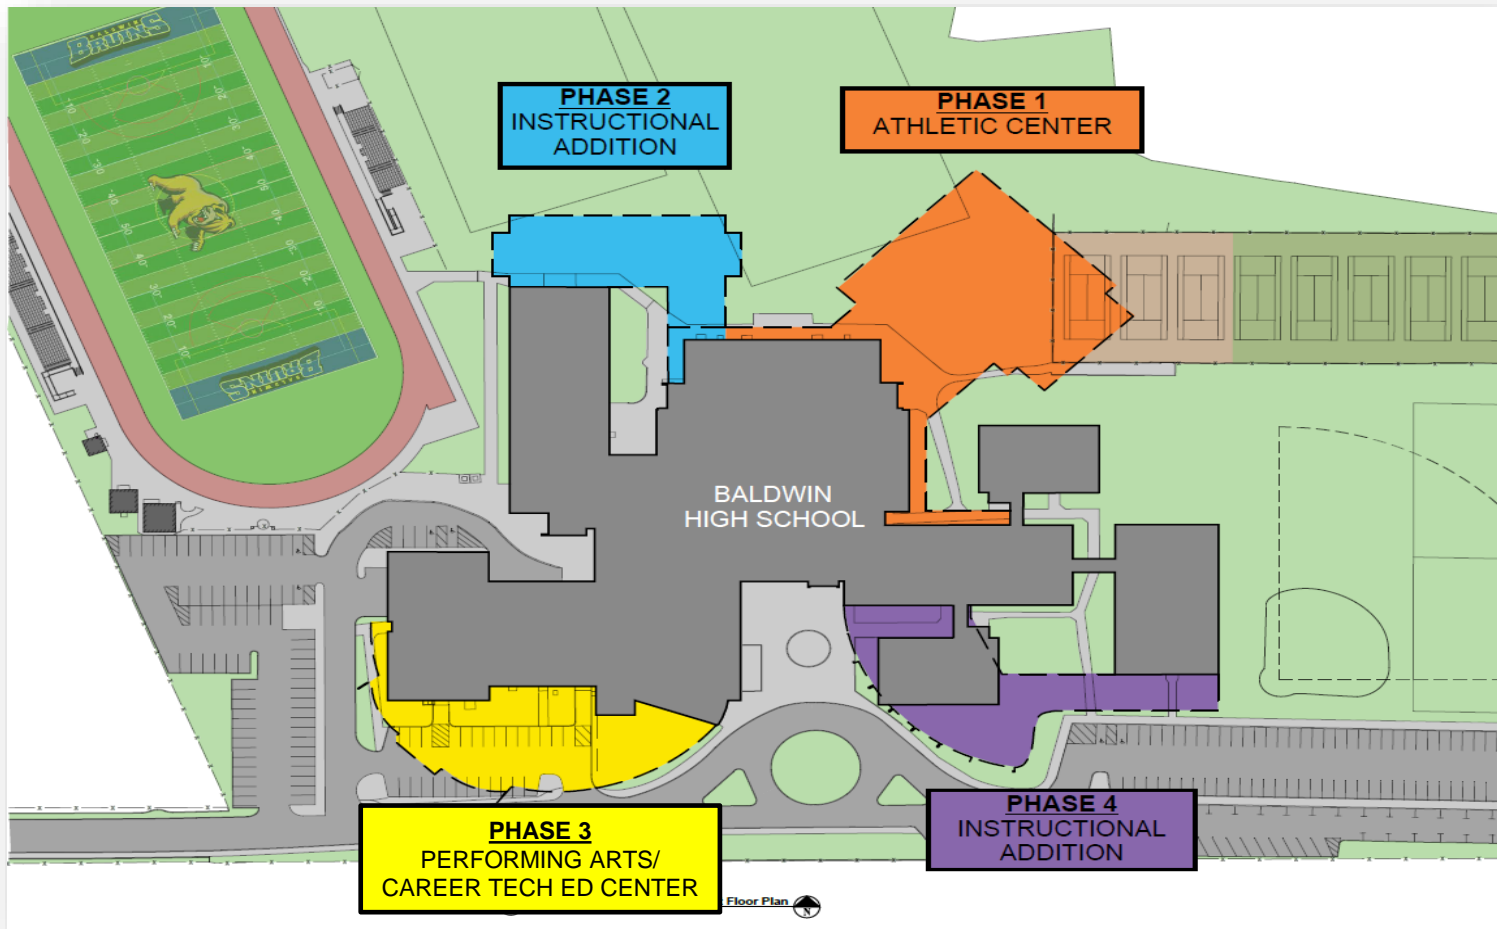 BALDWIN
BRUINS
PHASE 2
INSTRUCTIONAL
ADDITION
PHASE 1
ATHLETIC CENTER
BALDWIN
HIGH SCHOOL
BRUINS
PHASE 3
PERFORMING ARTS/
CAREER TECH ED CENTER
PHASE 4
INSTRUCTIONAL
ADDITION
Floor Plan
N